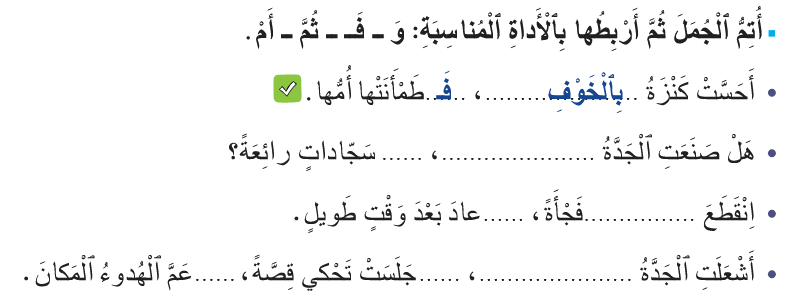 ▪ أُتِمُّ ٱلْجُمَلَ ثُمَّ أَرْبِطُها بِٱلْأَداةِ ٱلْمُناسِبَةِ: وَ ـ فَـ ـ ثُمَّ ـ أَمْ.
• أَحَسَّتْ كَنْزَةُ ..بِٱلْخَوْفِ..........، ..فَـ..طَمْأَنَتْها أُمُّها. ✓
• هَلْ صَنَعَتِ ٱلْجَدَّةُ ......................، ...... سَجّاداتٍ رائِعَةً؟
• اِنْقَطَعَ ................فَجْأَةً، ......عادَ بَعْدَ وَقْتٍ طَويلٍ.
• أَشْعَلَتِ ٱلْجَدَّةُ ......................، ......جَلَسَتْ تَحْكي قِصَّةً، ......عَمَّ ٱلْهُدوءُ ٱلْمَكانَ.